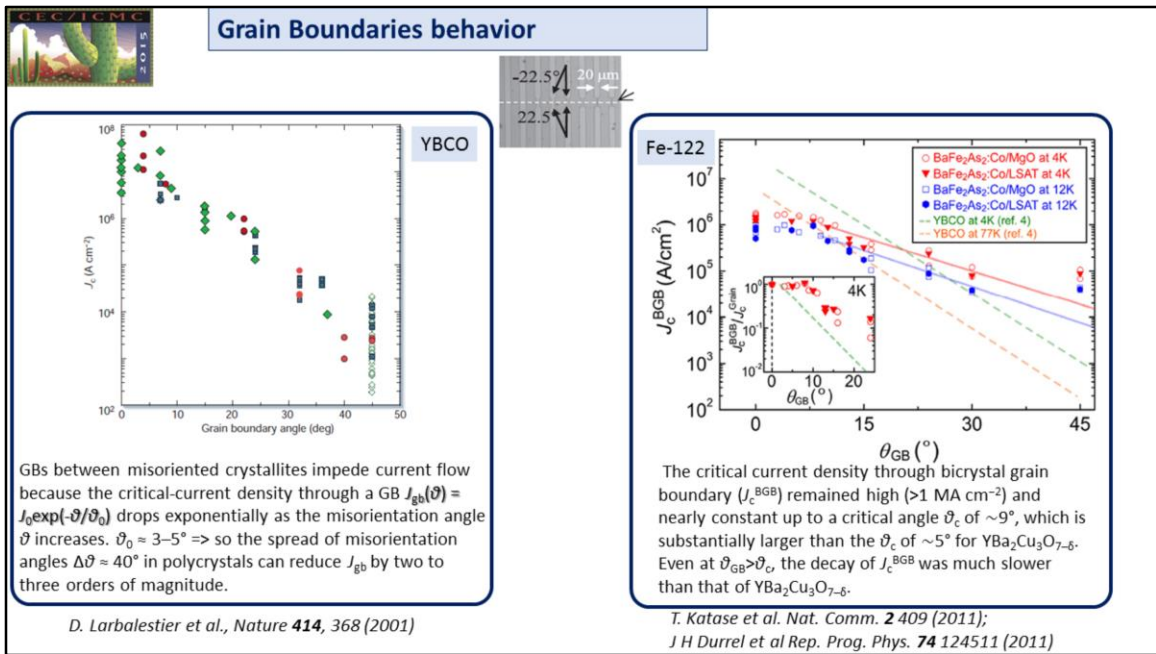 CEC/ICMC
2015
Grain Boundaries behavior
-22.5°
20 μm
22.5
YBCO
10⁸
10⁶
10⁴
10²
J꜀ (A cm⁻²)
0 10 20 30 40 50
Grain boundary angle (deg)
GBs between misoriented crystallites impede current flow
because the critical-current density through a GB J_gb(ϑ) =
J₀exp(-ϑ/ϑ₀) drops exponentially as the misorientation angle
ϑ increases. ϑ₀ ≈ 3–5° => so the spread of misorientation
angles Δϑ ≈ 40° in polycrystals can reduce J_gb by two to
three orders of magnitude.
D. Larbalestier et al., Nature 414, 368 (2001)
Fe-122
BaFe₂As₂:Co/MgO at 4K
BaFe₂As₂:Co/LSAT at 4K
BaFe₂As₂:Co/MgO at 12K
BaFe₂As₂:Co/LSAT at 12K
YBCO at 4K (ref. 4)
YBCO at 77K (ref. 4)
10⁷
10⁶
10⁵
10⁴
10³
10²
J꜀ᴮᴳᴮ (A/cm²)
4K
10⁰
10⁻¹
10⁻²
J꜀ᴮᴳᴮ/J꜀ᴳʳᵃⁱⁿ
0 10 20
θ_GB (°)
0 15 30 45
θ_GB (°)
The critical current density through bicrystal grain
boundary (J꜀ᴮᴳᴮ) remained high (>1 MA cm⁻²) and
nearly constant up to a critical angle ϑ꜀ of ~9°, which is
substantially larger than the ϑ꜀ of ~5° for YBa₂Cu₃O₇₋δ.
Even at ϑ_GB>ϑ꜀, the decay of J꜀ᴮᴳᴮ was much slower
than that of YBa₂Cu₃O₇₋δ.
T. Katase et al. Nat. Comm. 2 409 (2011);
J H Durrel et al Rep. Prog. Phys. 74 124511 (2011)